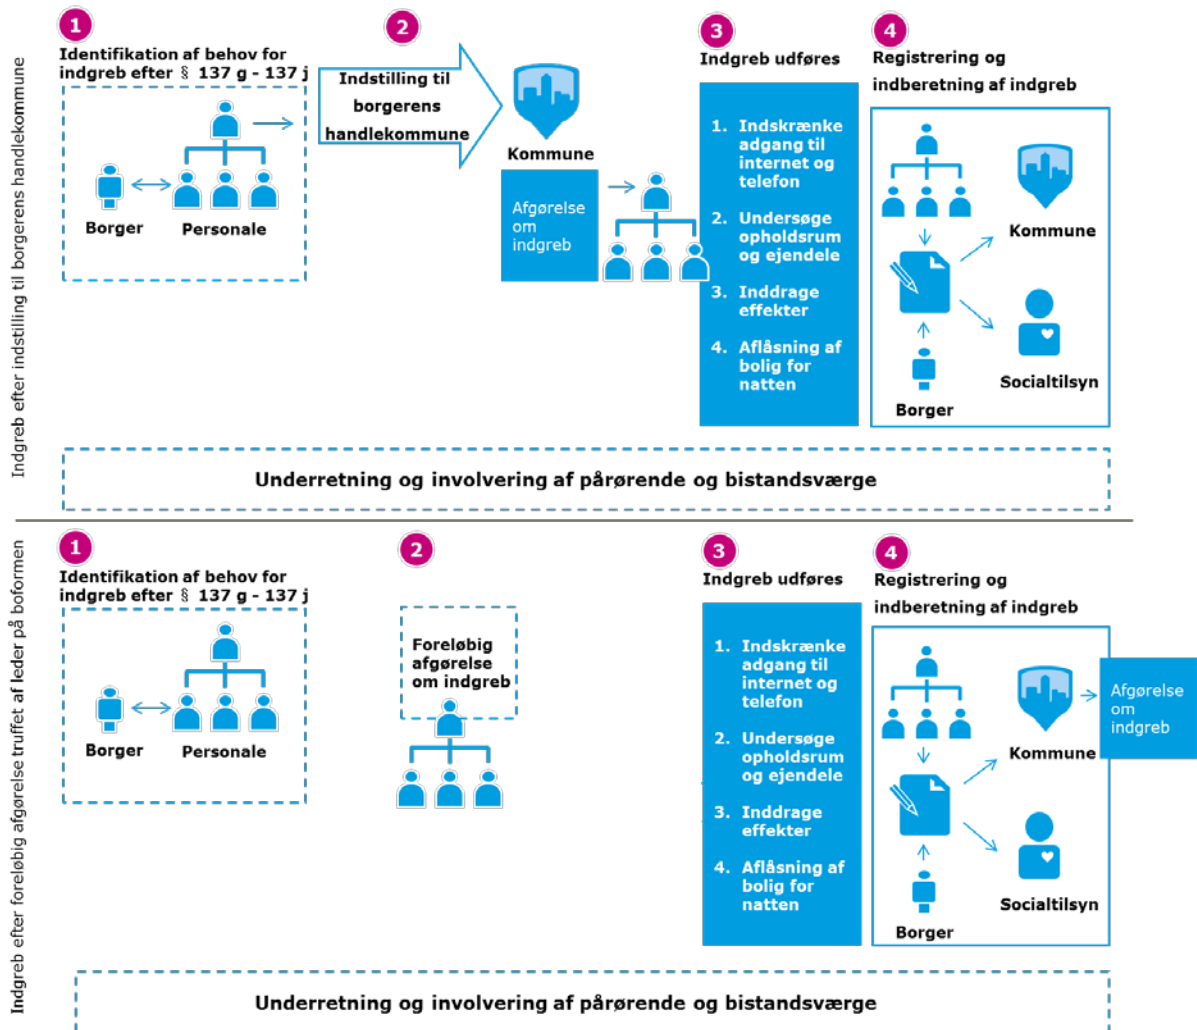 Indgreb efter indstilling til borgerens handlekommune
1
Identifikation af behov for
indgreb efter § 137 g - 137 j
Borger
Personale
2
Indstilling til
borgerens
handlekommune
Kommune
Afgørelse
om
indgreb
3
Indgreb udføres
1. Indskrænke
adgang til
internet og
telefon
2. Undersøge
opholdsrum
og ejendele
3. Inddrage
effekter
4. Aflåsning af
bolig for
natten
4
Registrering og
indberetning af indgreb
Kommune
Socialtilsyn
Borger
Underretning og involvering af pårørende og bistandsværge
Indgreb efter foreløbig afgørelse truffet af leder på boformen
1
Identifikation af behov for
indgreb efter § 137 g - 137 j
Borger
Personale
2
Foreløbig
afgørelse
om indgreb
3
Indgreb udføres
1. Indskrænke
adgang til
internet og
telefon
2. Undersøge
opholdsrum
og ejendele
3. Inddrage
effekter
4. Aflåsning af
bolig for
natten
4
Registrering og
indberetning af indgreb
Kommune
Afgørelse
om
indgreb
Socialtilsyn
Borger
Underretning og involvering af pårørende og bistandsværge